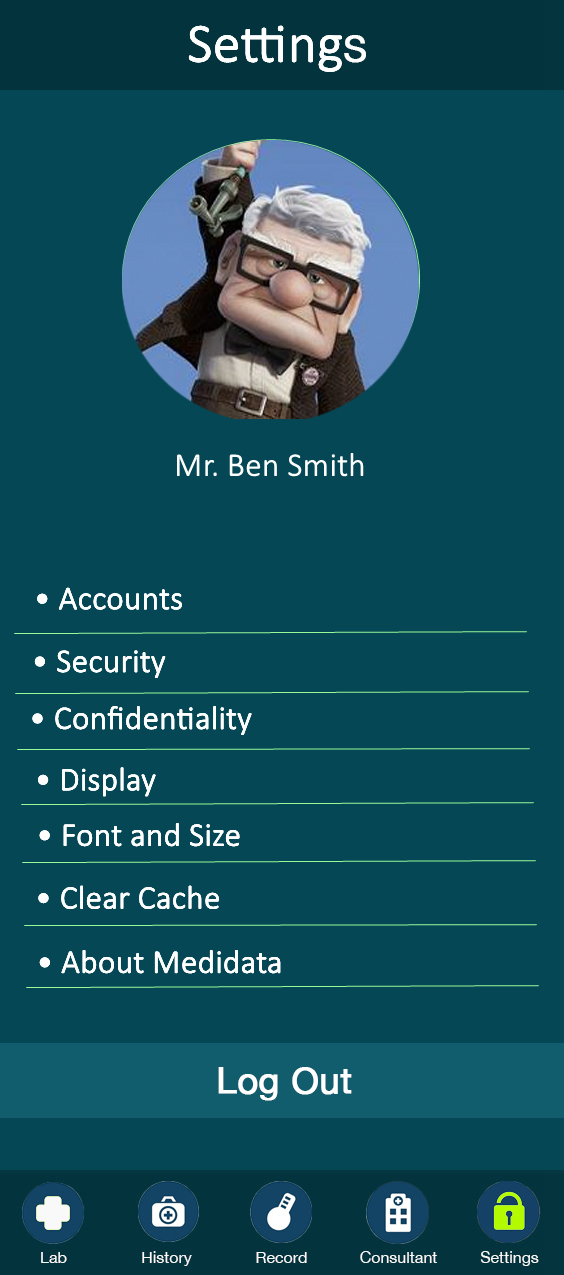 Settings
Mr. Ben Smith
• Accounts
• Security
• Confidentiality
• Display
• Font and Size
• Clear Cache
• About Medidata
Log Out
Lab
History
Record
Consultant
Settings